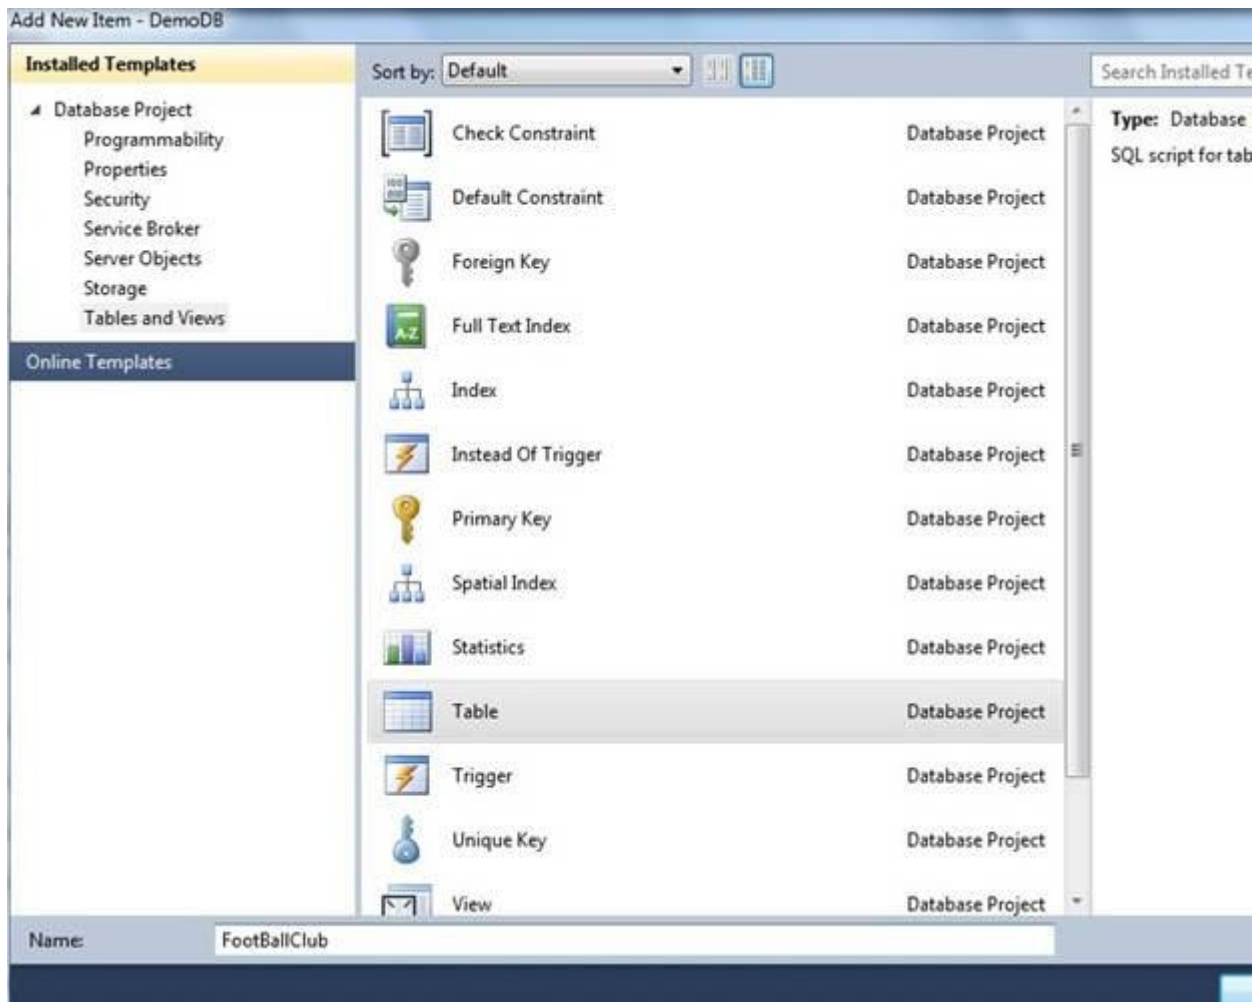 Add New Item - DemoDB
Installed Templates
Database Project
Programmability
Properties
Security
Service Broker
Server Objects
Storage
Tables and Views
Online Templates
Sort by: Default
Search Installed
Check Constraint Database Project
Default Constraint Database Project
Foreign Key Database Project
A-Z
Full Text Index Database Project
Index Database Project
Instead Of Trigger Database Project
Primary Key Database Project
Spatial Index Database Project
Statistics Database Project
Table Database Project
Trigger Database Project
Unique Key Database Project
View Database Project
Type: Database
SQL script for
Name: FootBallClub